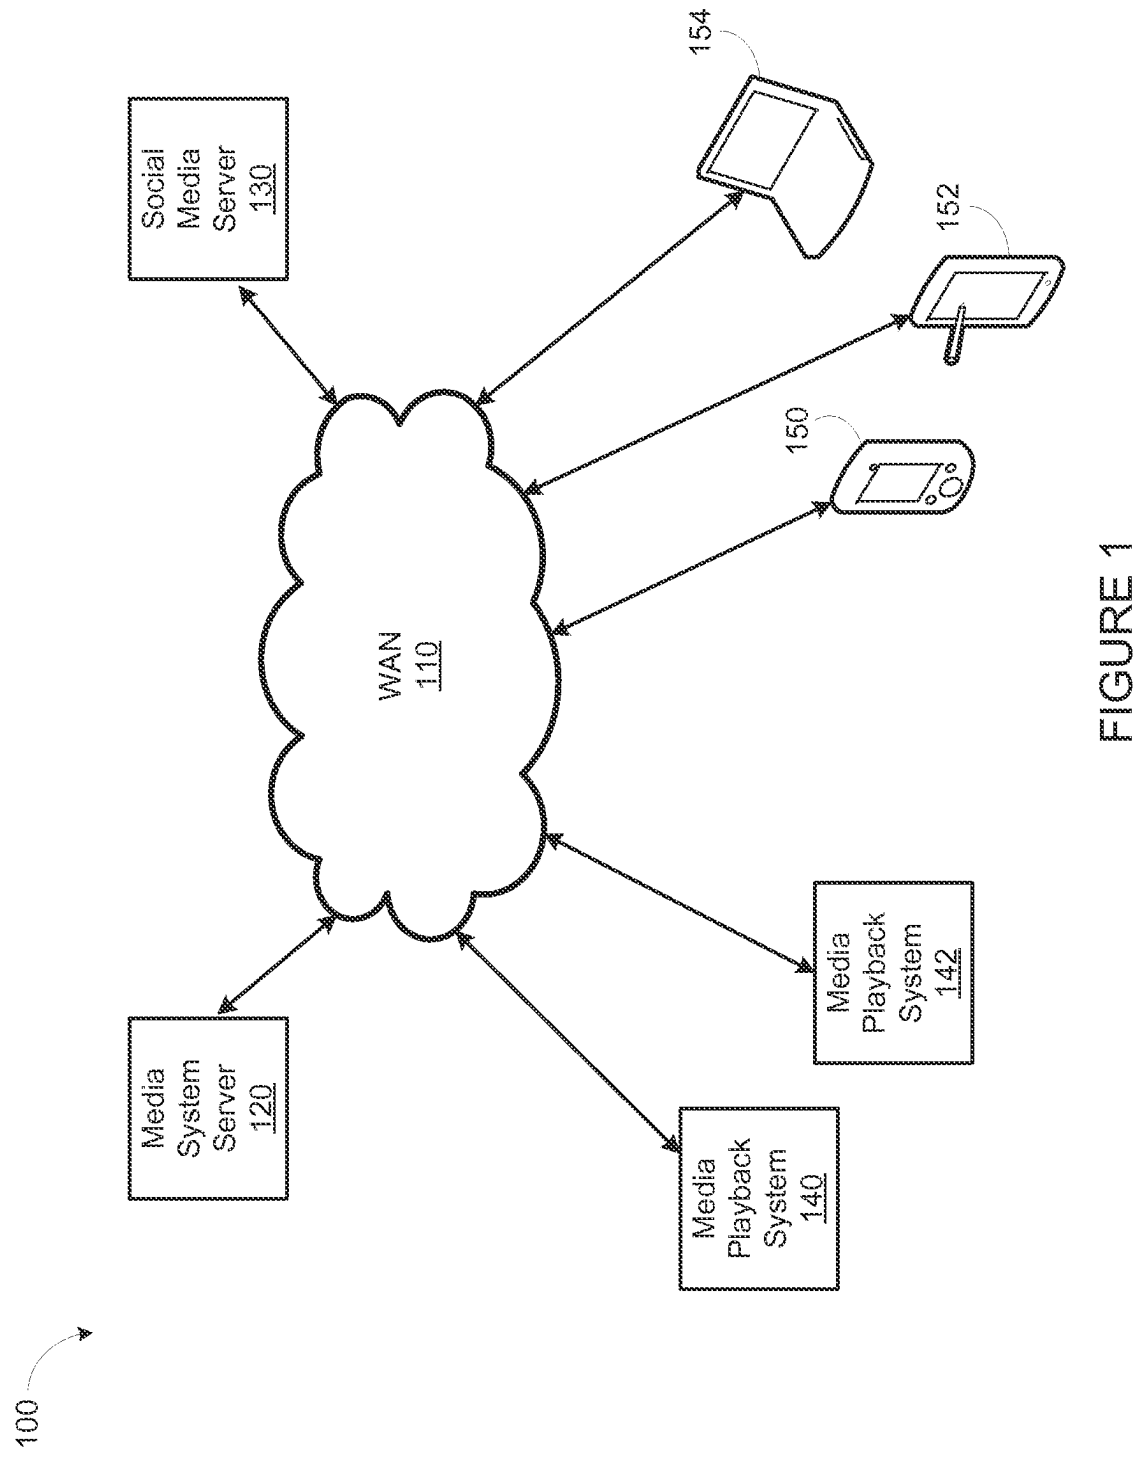 100
Media
System
Server
120
Social
Media
Server
130
WAN
110
Media
Playback
System
140
Media
Playback
System
142
150
152
154
FIGURE 1